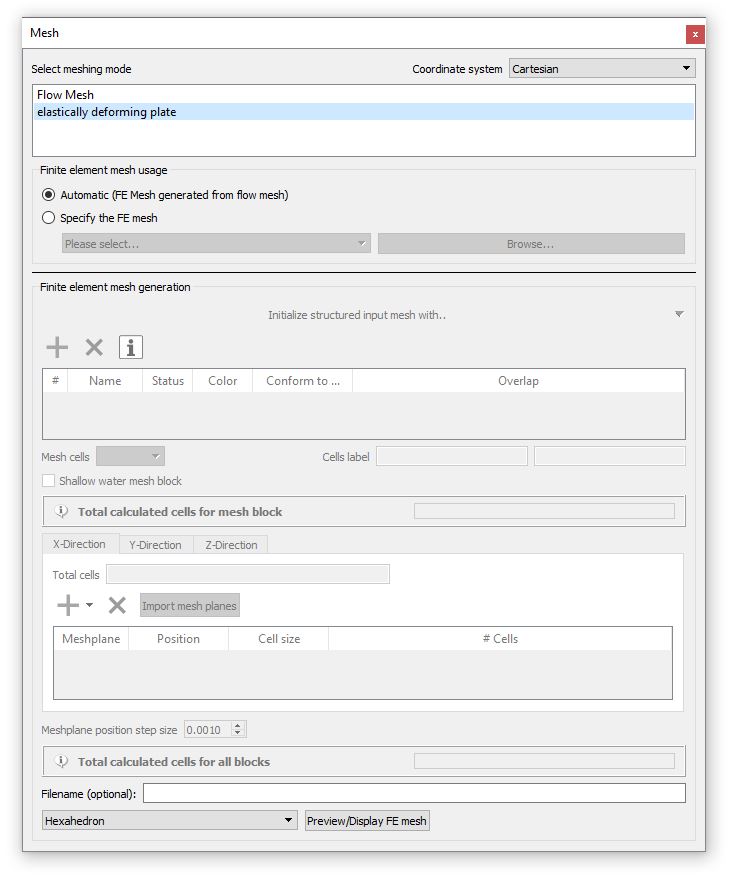 Mesh
x
Select meshing mode Coordinate system Cartesian
Flow Mesh
elastically deforming plate
Finite element mesh usage
Automatic (FE Mesh generated from flow mesh)
Specify the FE mesh
Please select... Browse...
Finite element mesh generation
Initialize structured input mesh with..
# Name Status Color Conform to ... Overlap
Mesh cells Cells label
Shallow water mesh block
Total calculated cells for mesh block
X-Direction Y-Direction Z-Direction
Total cells
Import mesh planes
Meshplane Position Cell size # Cells
Meshplane position step size 0.0010
Total calculated cells for all blocks
Filename (optional):
Hexahedron Preview/Display FE mesh